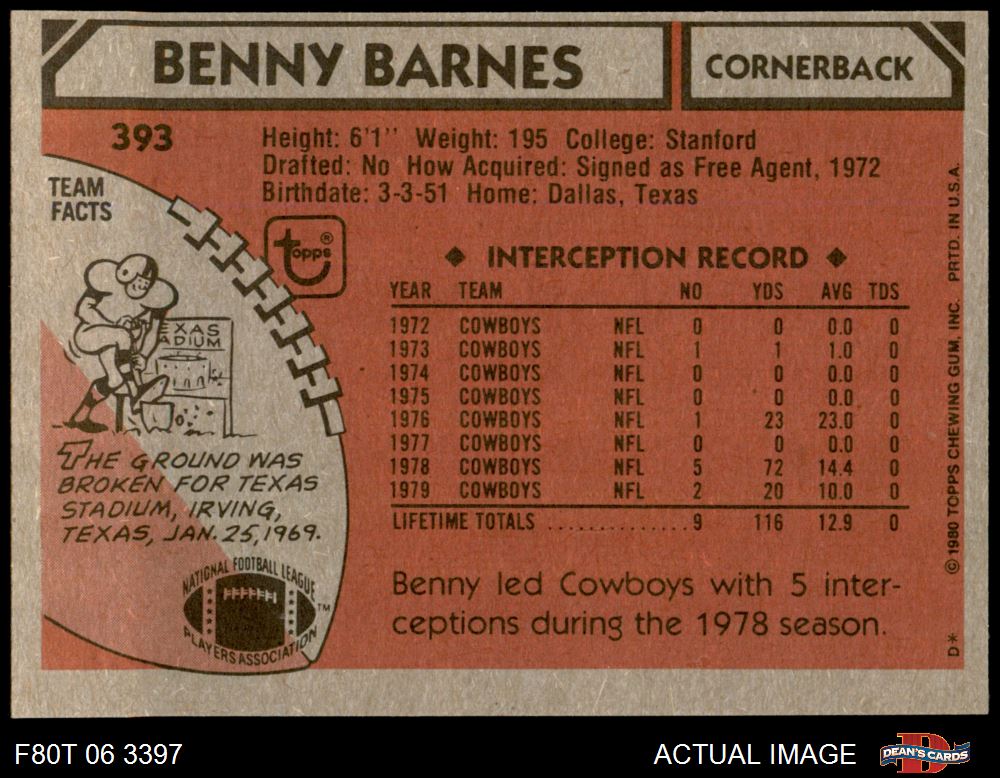 BENNY BARNES
CORNERBACK
393
Height: 6'1" Weight: 195 College: Stanford
Drafted: No How Acquired: Signed as Free Agent, 1972
Birthdate: 3-3-51 Home: Dallas, Texas
TEAM
FACTS
topps®
EXAS
ADIUM
THE GROUND WAS
BROKEN FOR TEXAS
STADIUM, IRVING,
TEXAS, JAN. 25, 1969.
NATIONAL FOOTBALL LEAGUE
PLAYERS ASSOCIATION
TM
◆ INTERCEPTION RECORD ◆
YEAR TEAM NO YDS AVG TDS
1972 COWBOYS NFL 0 0 0.0 0
1973 COWBOYS NFL 1 1 1.0 0
1974 COWBOYS NFL 0 0 0.0 0
1975 COWBOYS NFL 0 0 0.0 0
1976 COWBOYS NFL 1 23 23.0 0
1977 COWBOYS NFL 0 0 0.0 0
1978 COWBOYS NFL 5 72 14.4 0
1979 COWBOYS NFL 2 20 10.0 0
LIFETIME TOTALS ................ 9 116 12.9 0
Benny led Cowboys with 5 inter-
ceptions during the 1978 season.
D* © 1980 TOPPS CHEWING GUM, INC. PRTD. IN U.S.A.
F80T 06 3397
ACTUAL IMAGE
D
DEAN'S CARDS